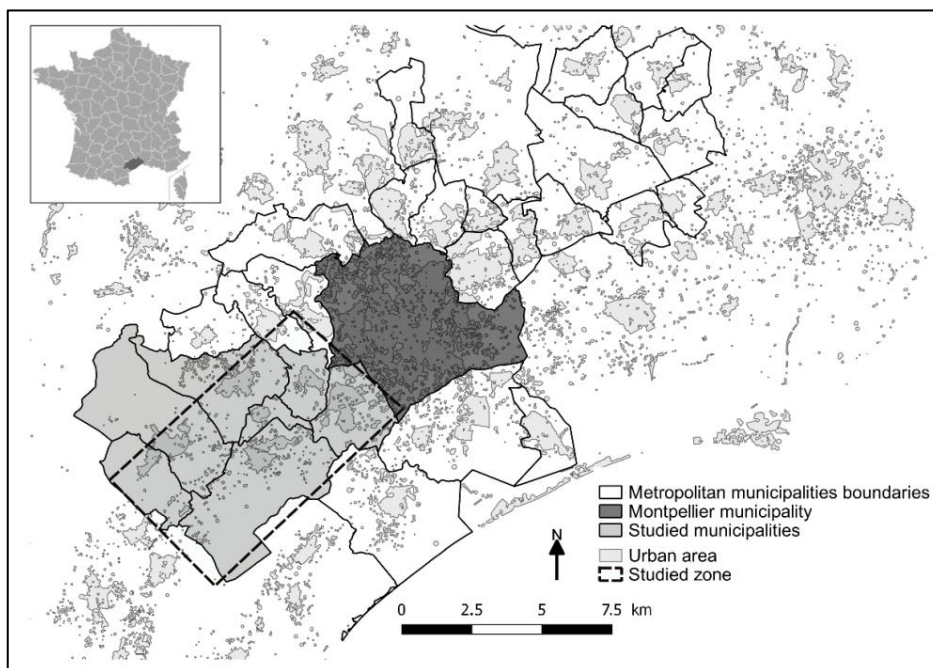 Metropolitan municipalities boundaries
Montpellier municipality
Studied municipalities
Urban area
Studied zone
N
0 2.5 5 7.5 km